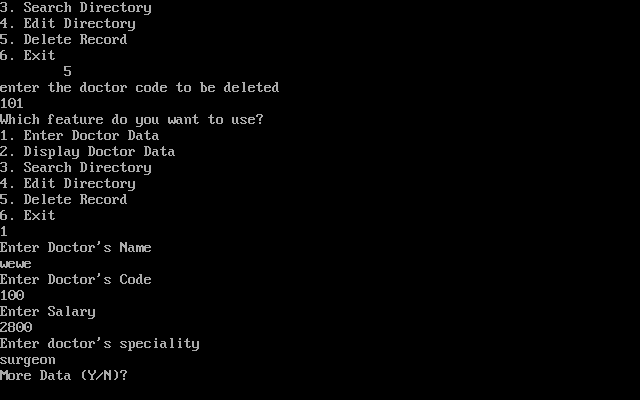 3. Search Directory
4. Edit Directory
5. Delete Record
6. Exit
5
enter the doctor code to be deleted
101
Which feature do you want to use?
1. Enter Doctor Data
2. Display Doctor Data
3. Search Directory
4. Edit Directory
5. Delete Record
6. Exit
1
Enter Doctor's Name
wewe
Enter Doctor's Code
100
Enter Salary
2800
Enter doctor's speciality
surgeon
More Data (Y/N)?